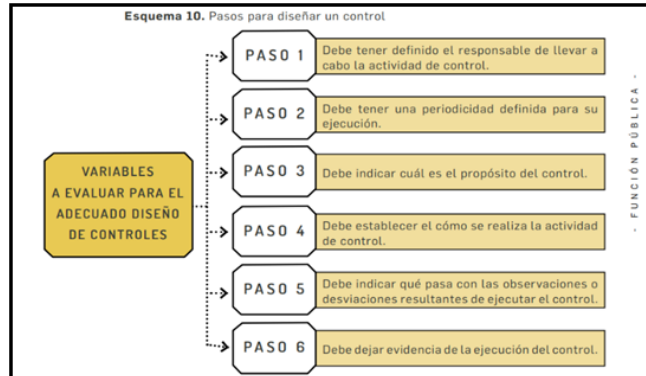 Esquema 10. Pasos para diseñar un control
VARIABLES
A EVALUAR PARA EL
ADECUADO DISEÑO
DE CONTROLES
PASO 1
Debe tener definido el responsable de llevar a
cabo la actividad de control.
PASO 2
Debe tener una periodicidad definida para su
ejecución.
PASO 3
Debe indicar cuál es el propósito del control.
PASO 4
Debe establecer el cómo se realiza la actividad
de control.
PASO 5
Debe indicar qué pasa con las observaciones o
desviaciones resultantes de ejecutar el control.
PASO 6
Debe dejar evidencia de la ejecución del control.
- FUNCIÓN PÚBLICA -